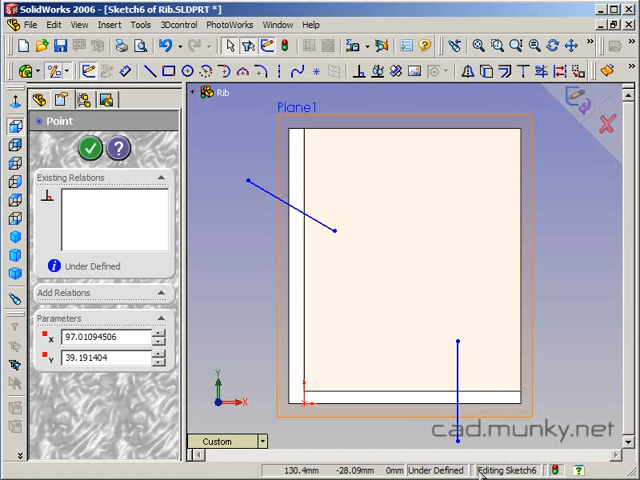 SolidWorks 2006 - [Sketch6 of Rib.SLDPRT *]
File Edit View Insert Tools 3Dcontrol PhotoWorks Window Help
Point
Existing Relations
Under Defined
Add Relations
Parameters
X 97.01094506
Y 39.191404
Rib
Plane1
Y
X
Custom
cad.munky.net
130.4mm -28.09mm 0mm Under Defined Editing Sketch6